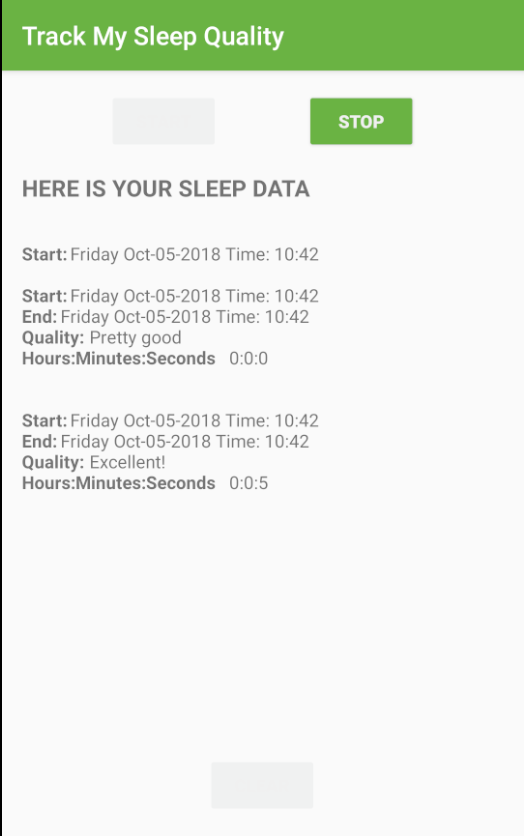 Track My Sleep Quality
STOP
HERE IS YOUR SLEEP DATA
Start: Friday Oct-05-2018 Time: 10:42
Start: Friday Oct-05-2018 Time: 10:42
End: Friday Oct-05-2018 Time: 10:42
Quality: Pretty good
Hours:Minutes:Seconds 0:0:0
Start: Friday Oct-05-2018 Time: 10:42
End: Friday Oct-05-2018 Time: 10:42
Quality: Excellent!
Hours:Minutes:Seconds 0:0:5